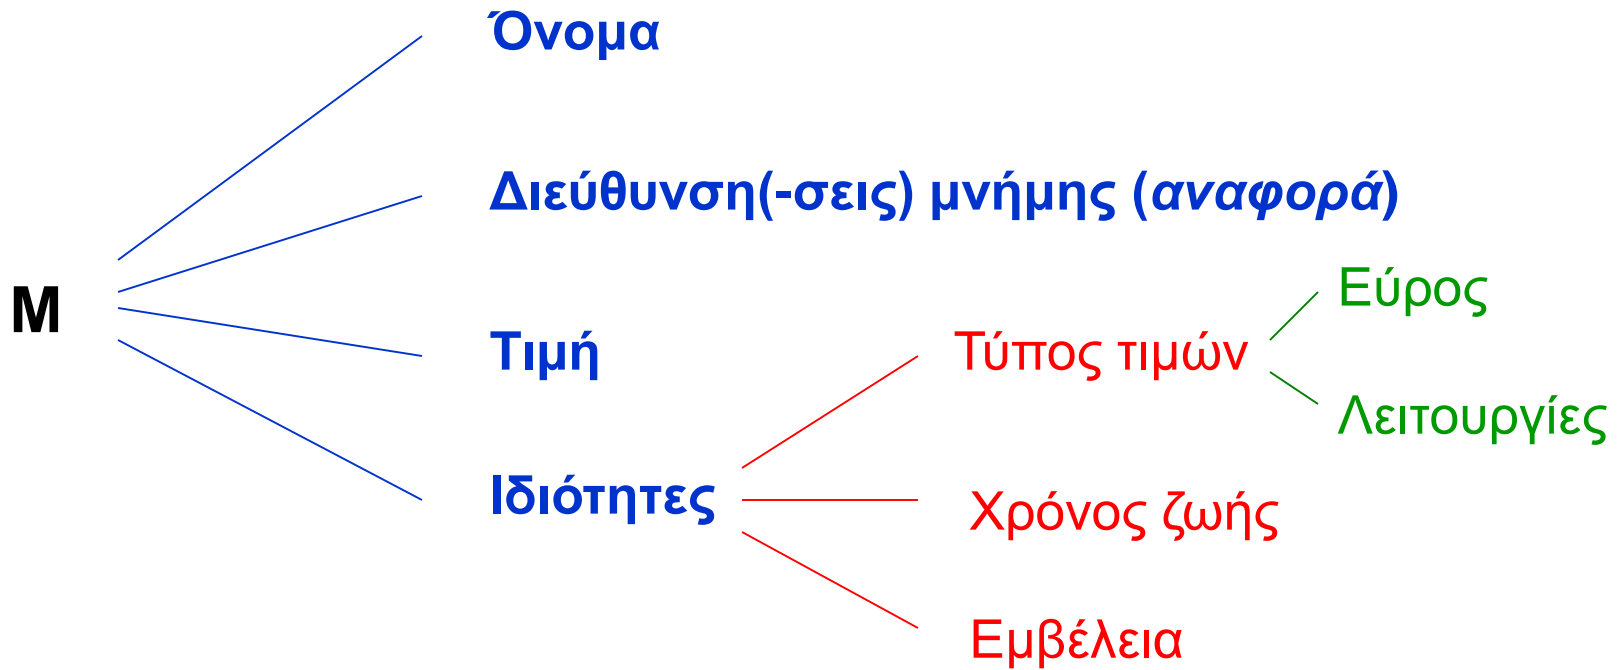 Όνομα
Διεύθυνση(-σεις) μνήμης (αναφορά)
Μ
Εύρος
Τιμή
Τύπος τιμών
Λειτουργίες
Ιδιότητες
Χρόνος ζωής
Εμβέλεια